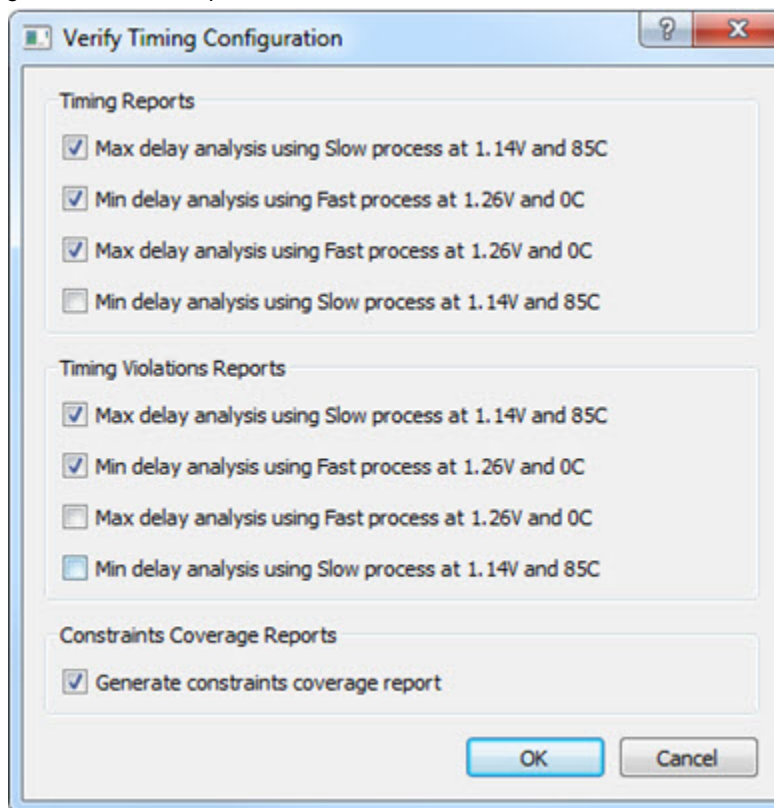 Verify Timing Configuration
?
Timing Reports
Max delay analysis using Slow process at 1.14V and 85C
Min delay analysis using Fast process at 1.26V and 0C
Max delay analysis using Fast process at 1.26V and 0C
Min delay analysis using Slow process at 1.14V and 85C
Timing Violations Reports
Max delay analysis using Slow process at 1.14V and 85C
Min delay analysis using Fast process at 1.26V and 0C
Max delay analysis using Fast process at 1.26V and 0C
Min delay analysis using Slow process at 1.14V and 85C
Constraints Coverage Reports
Generate constraints coverage report
OK Cancel